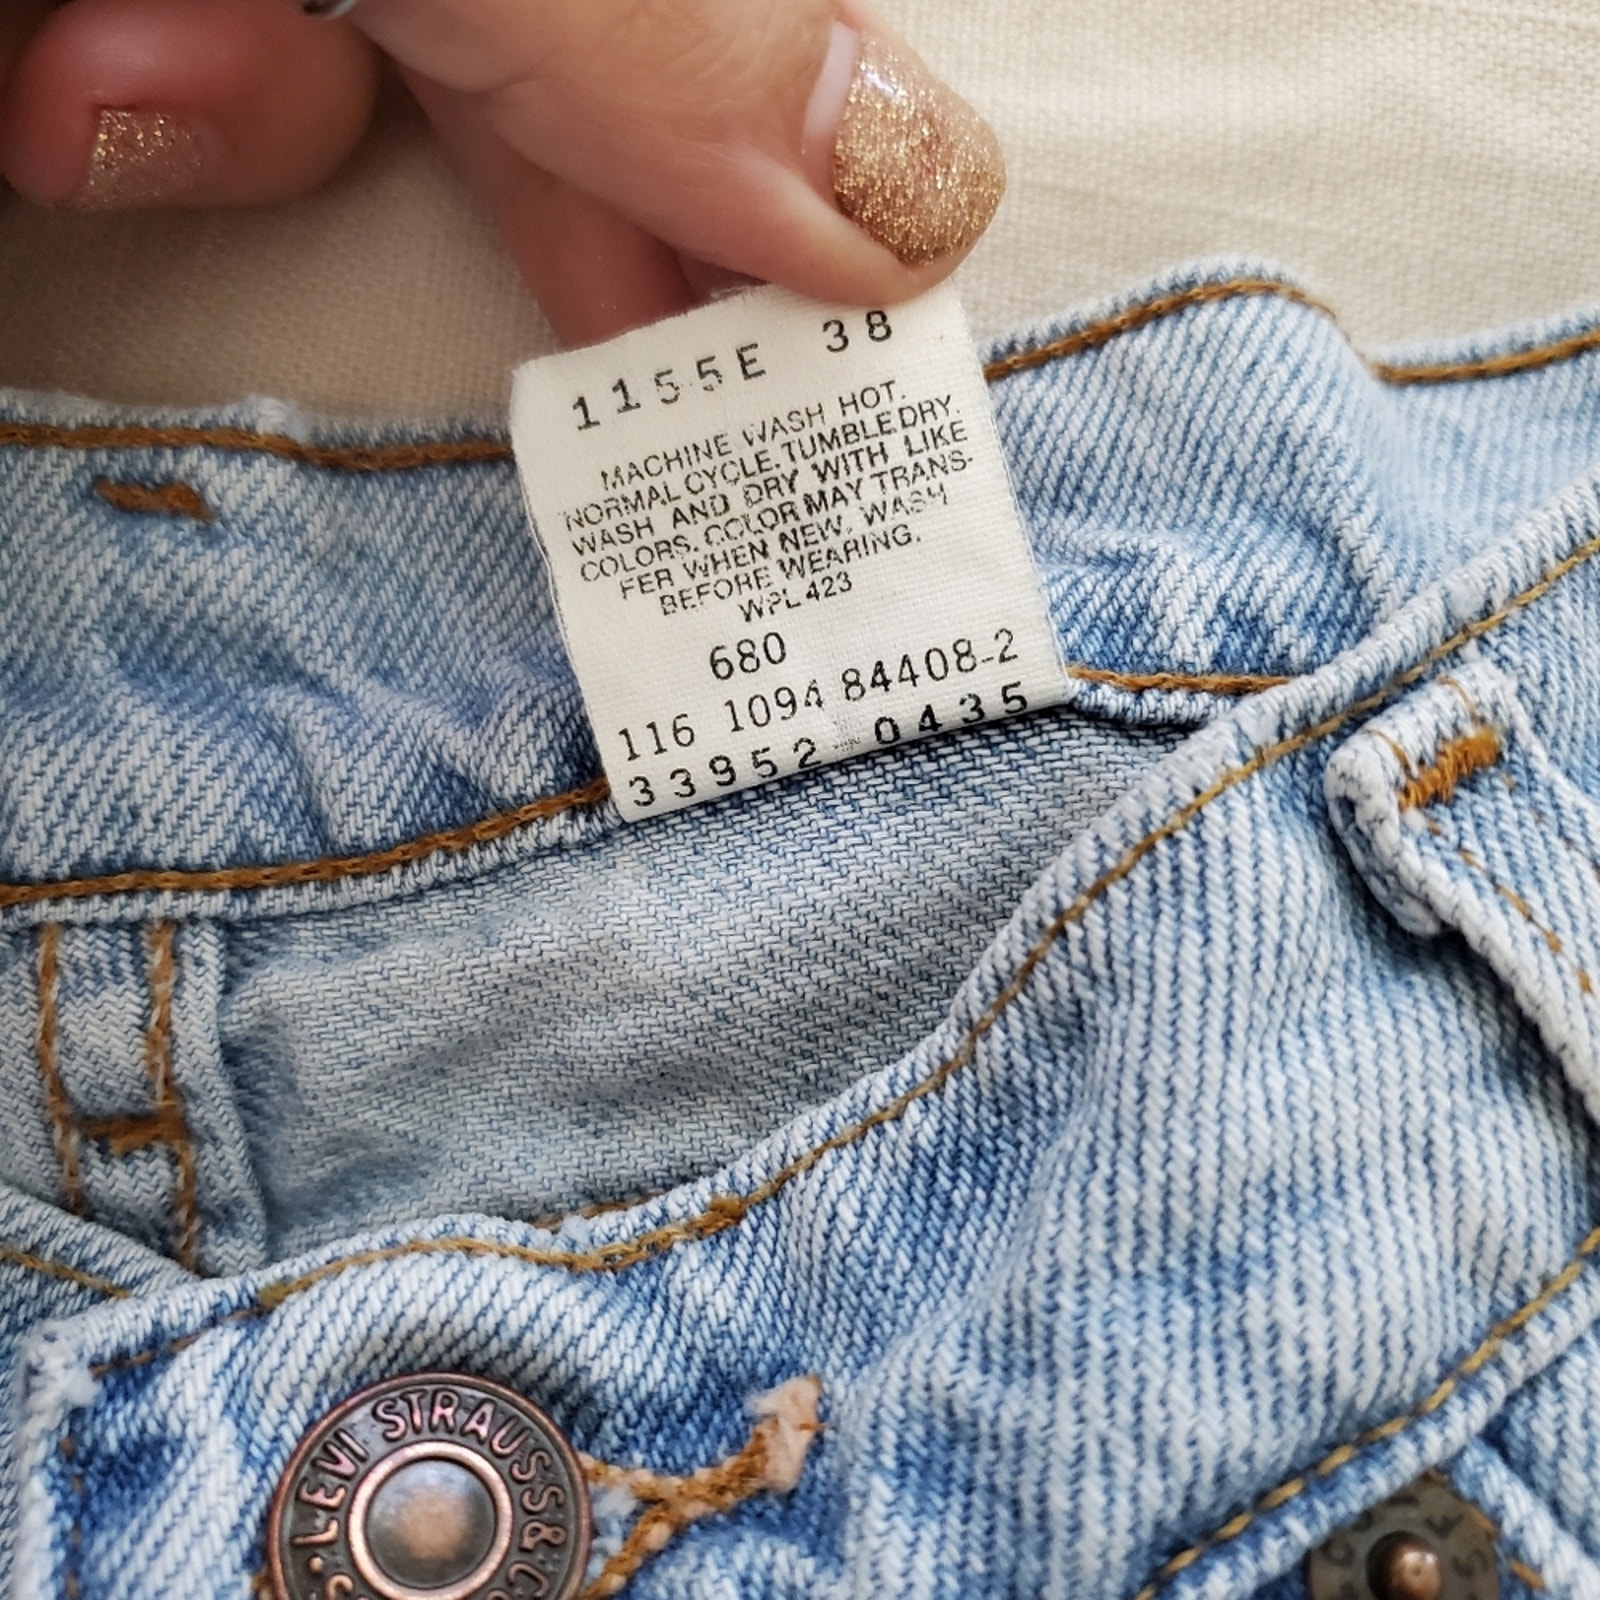 1155E 38
MACHINE WASH HOT.
NORMAL CYCLE. TUMBLE DRY.
WASH AND DRY WITH LIKE
COLORS. COLOR MAY TRANS-
FER WHEN NEW. WASH
BEFORE WEARING.
WPL 423
680
116 1094 84408-2
33952 0435
LEVI STRAUSS & CO